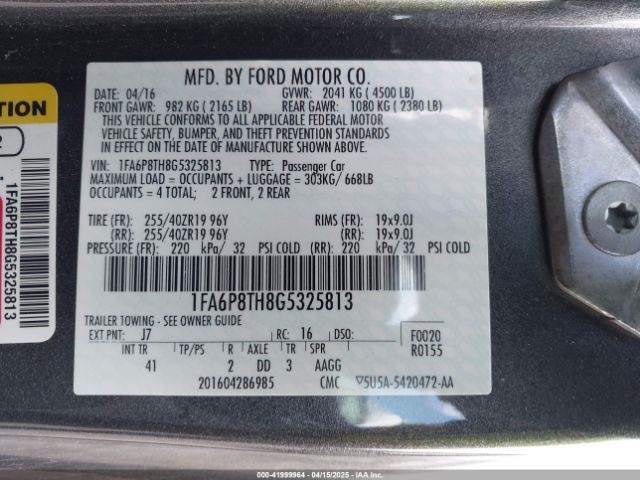 MFD. BY FORD MOTOR CO.
04/16 GVWR: 2041 KG ( 4500 LB)
FRONT GAWR: 982 KG ( 2165 LB) REAR GAWR: 1080 KG ( 2380 LB)
THIS VEHICLE CONFORMS TO ALL APPLICABLE FEDERAL MOTOR
VEHICLE SAFETY, BUMPER, AND THEFT PREVENTION STANDARDS
IN EFFECT ON THE DATE OF MANUFACTURE SHOWN ABOVE.
VIN: 1FA6P8TH8G5325813 TYPE: Passenger Car
MAXIMUM LOAD = OCCUPANTS + LUGGAGE = 303KG/ 668LB
OCCUPANTS = 4 TOTAL; 2 FRONT, 2 REAR
TIRE (FR): 255/40ZR19 96Y RIMS (FR): 19x9.0J
(RR): 255/40ZR19 96Y (RR): 19x9.0J
PRESSURE (FR): 220 kPa/ 32 PSI COLD (RR): 220 kPa/ 32 PSI COLD
1FA6P8TH8G5325813
TRAILER TOWING - SEE OWNER GUIDE
EXT PNT: J7 RC: 16 DSO: F0020
R0155
INT TR TP/PS R AXLE TR SPR
41 2 DD 3 AAGG
201604286985 CMC ▽5U5A-5420472-AA
TION
2
1FA6P8TH8G5325813
000-41999964 04/15/2025 IAAI.COM